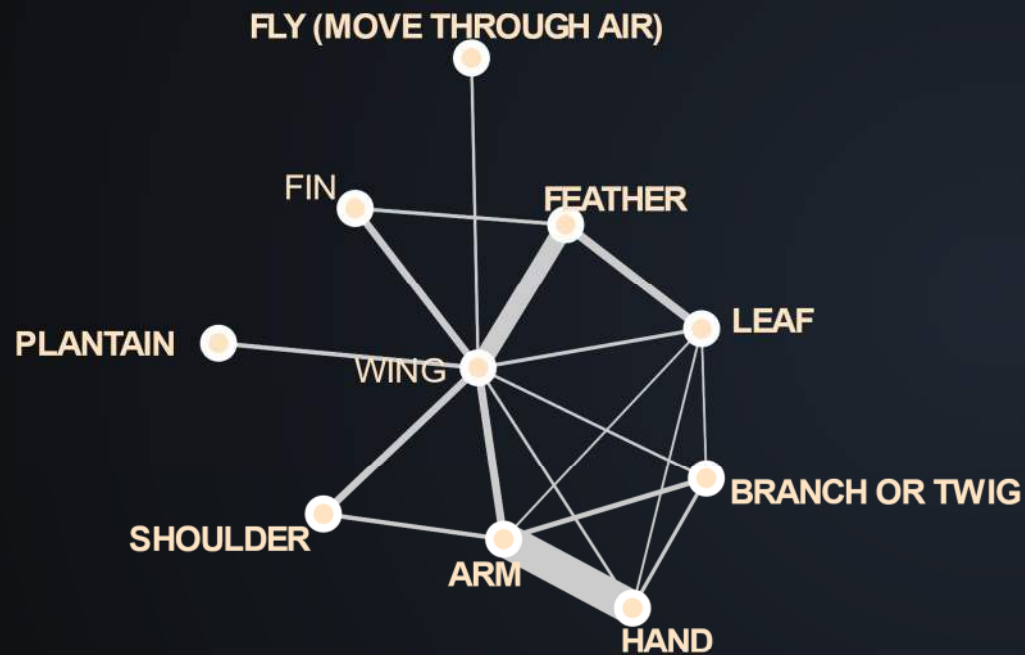 FLY (MOVE THROUGH AIR)
FIN
FEATHER
LEAF
PLANTAIN
WING
BRANCH OR TWIG
SHOULDER
ARM
HAND